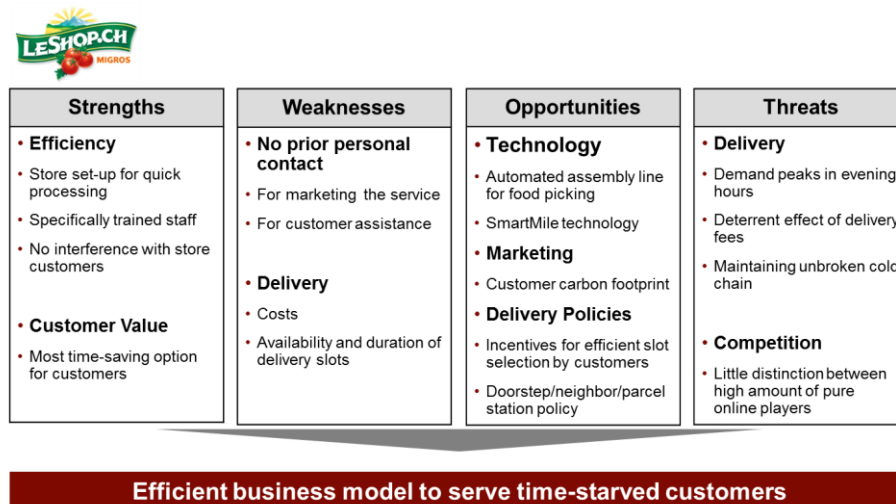 LESHOP.CH
MIGROS
Strengths
• Efficiency
• Store set-up for quick
processing
• Specifically trained staff
• No interference with store
customers
• Customer Value
• Most time-saving option
for customers
Weaknesses
• No prior personal
contact
• For marketing the service
• For customer assistance
• Delivery
• Costs
• Availability and duration of
delivery slots
Opportunities
• Technology
• Automated assembly line
for food picking
• SmartMile technology
• Marketing
• Customer carbon footprint
• Delivery Policies
• Incentives for efficient slot
selection by customers
• Doorstep/neighbor/parcel
station policy
Threats
• Delivery
• Demand peaks in evening
hours
• Deterrent effect of delivery
fees
• Maintaining unbroken cold
chain
• Competition
• Little distinction between
high amount of pure
online players
Efficient business model to serve time-starved customers